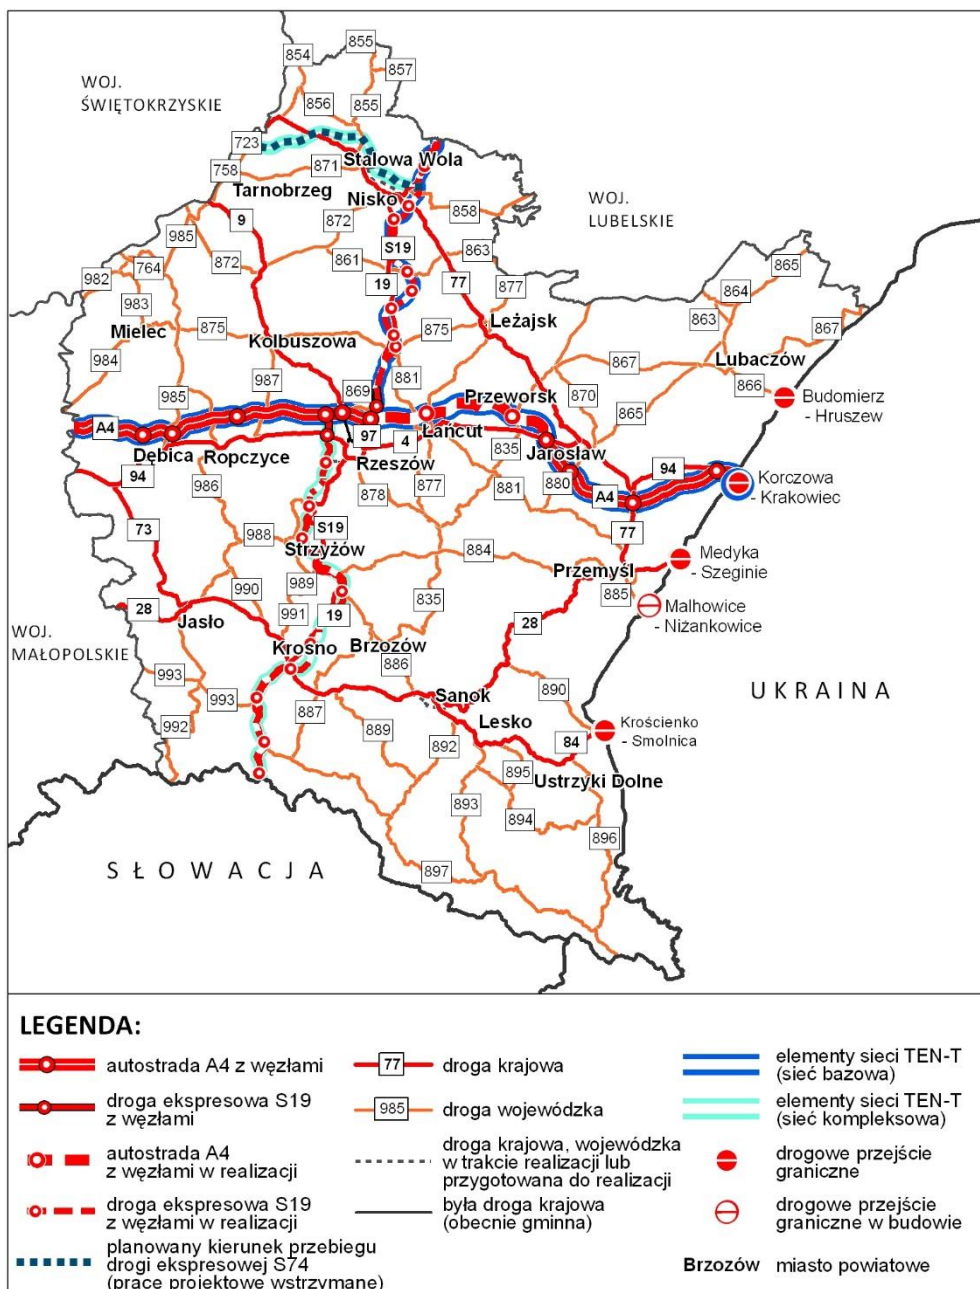 855
854
857
WOJ.
ŚWIĘTOKRZYSKIE
856
855
723
Stalowa Wola
758
871
Tarnobrzeg
Nisko
WOJ.
LUBELSKIE
858
9
872
985
S19
863
865
872
861
982
764
19
77
877
864
983
863
Mielec
875
875
Leżajsk
867
Kolbuszowa
984
867
Lubaczów
987
869
881
866
985
Przeworsk
870
Budomierz
- Hruszew
865
A4
97
4
Łańcut
Dębica
Ropczyce
Rzeszów
835
Jarosław
94
94
Korczowa
- Krakowiec
986
878
877
881
880
A4
73
S19
77
988
Strzyżów
884
Medyka
- Szeginie
Przemyśl
989
990
885
28
991
19
835
Malhowice
- Niżankowice
Jasło
28
WOJ.
MAŁOPOLSKIE
Krosno
Brzozów
886
993
993
Sanok
890
UKRAINA
992
887
Lesko
Krościenko
- Smolnica
889
892
84
895
Ustrzyki Dolne
893
894
896
SŁOWACJA
897
LEGENDA:
autostrada A4 z węzłami
droga ekspresowa S19
z węzłami
autostrada A4
z węzłami w realizacji
droga ekspresowa S19
z węzłami w realizacji
planowany kierunek przebiegu
drogi ekspresowej S74
(prace projektowe wstrzymane)
77
droga krajowa
985
droga wojewódzka
droga krajowa, wojewódzka
w trakcie realizacji lub
przygotowana do realizacji
była droga krajowa
(obecnie gminna)
elementy sieci TEN-T
(sieć bazowa)
elementy sieci TEN-T
(sieć kompleksowa)
drogowe przejście
graniczne
drogowe przejście
graniczne w budowie
Brzozów
miasto powiatowe